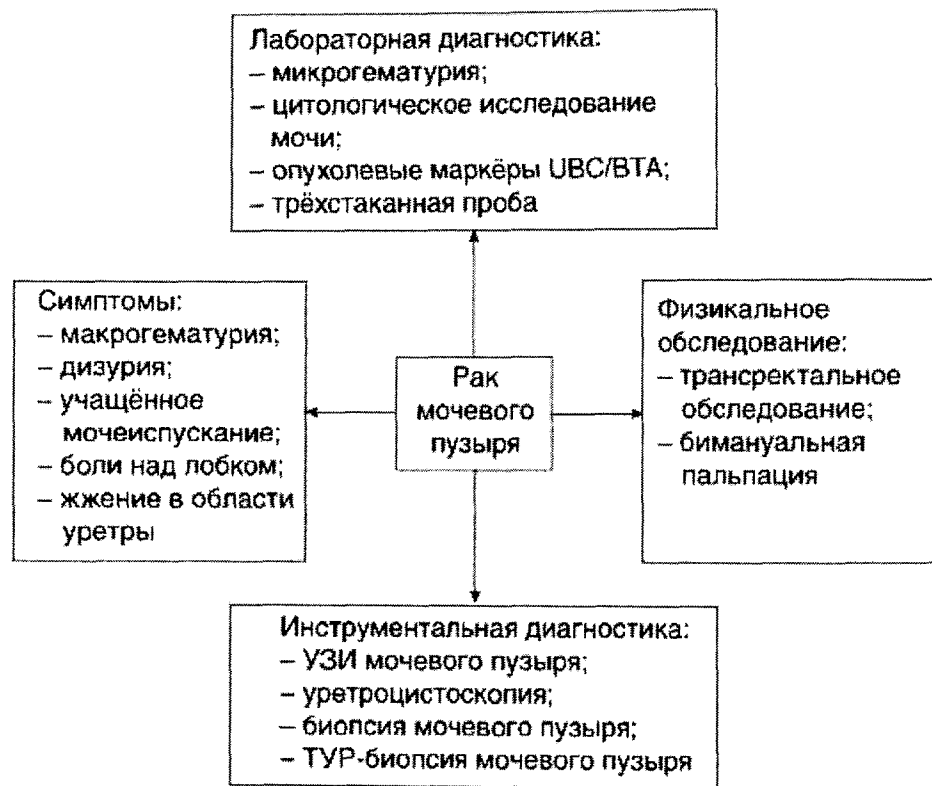 Лабораторная диагностика:
– микрогематурия;
– цитологическое исследование
мочи;
– опухолевые маркёры UBC/BTA;
– трёхстаканная проба
Симптомы:
– макрогематурия;
– дизурия;
– учащённое
мочеиспускание;
– боли над лобком;
– жжение в области
уретры
Рак
мочевого
пузыря
Физикальное
обследование:
– трансректальное
обследование;
– бимануальная
пальпация
Инструментальная диагностика:
– УЗИ мочевого пузыря;
– уретроцистоскопия;
– биопсия мочевого пузыря;
– ТУР-биопсия мочевого пузыря